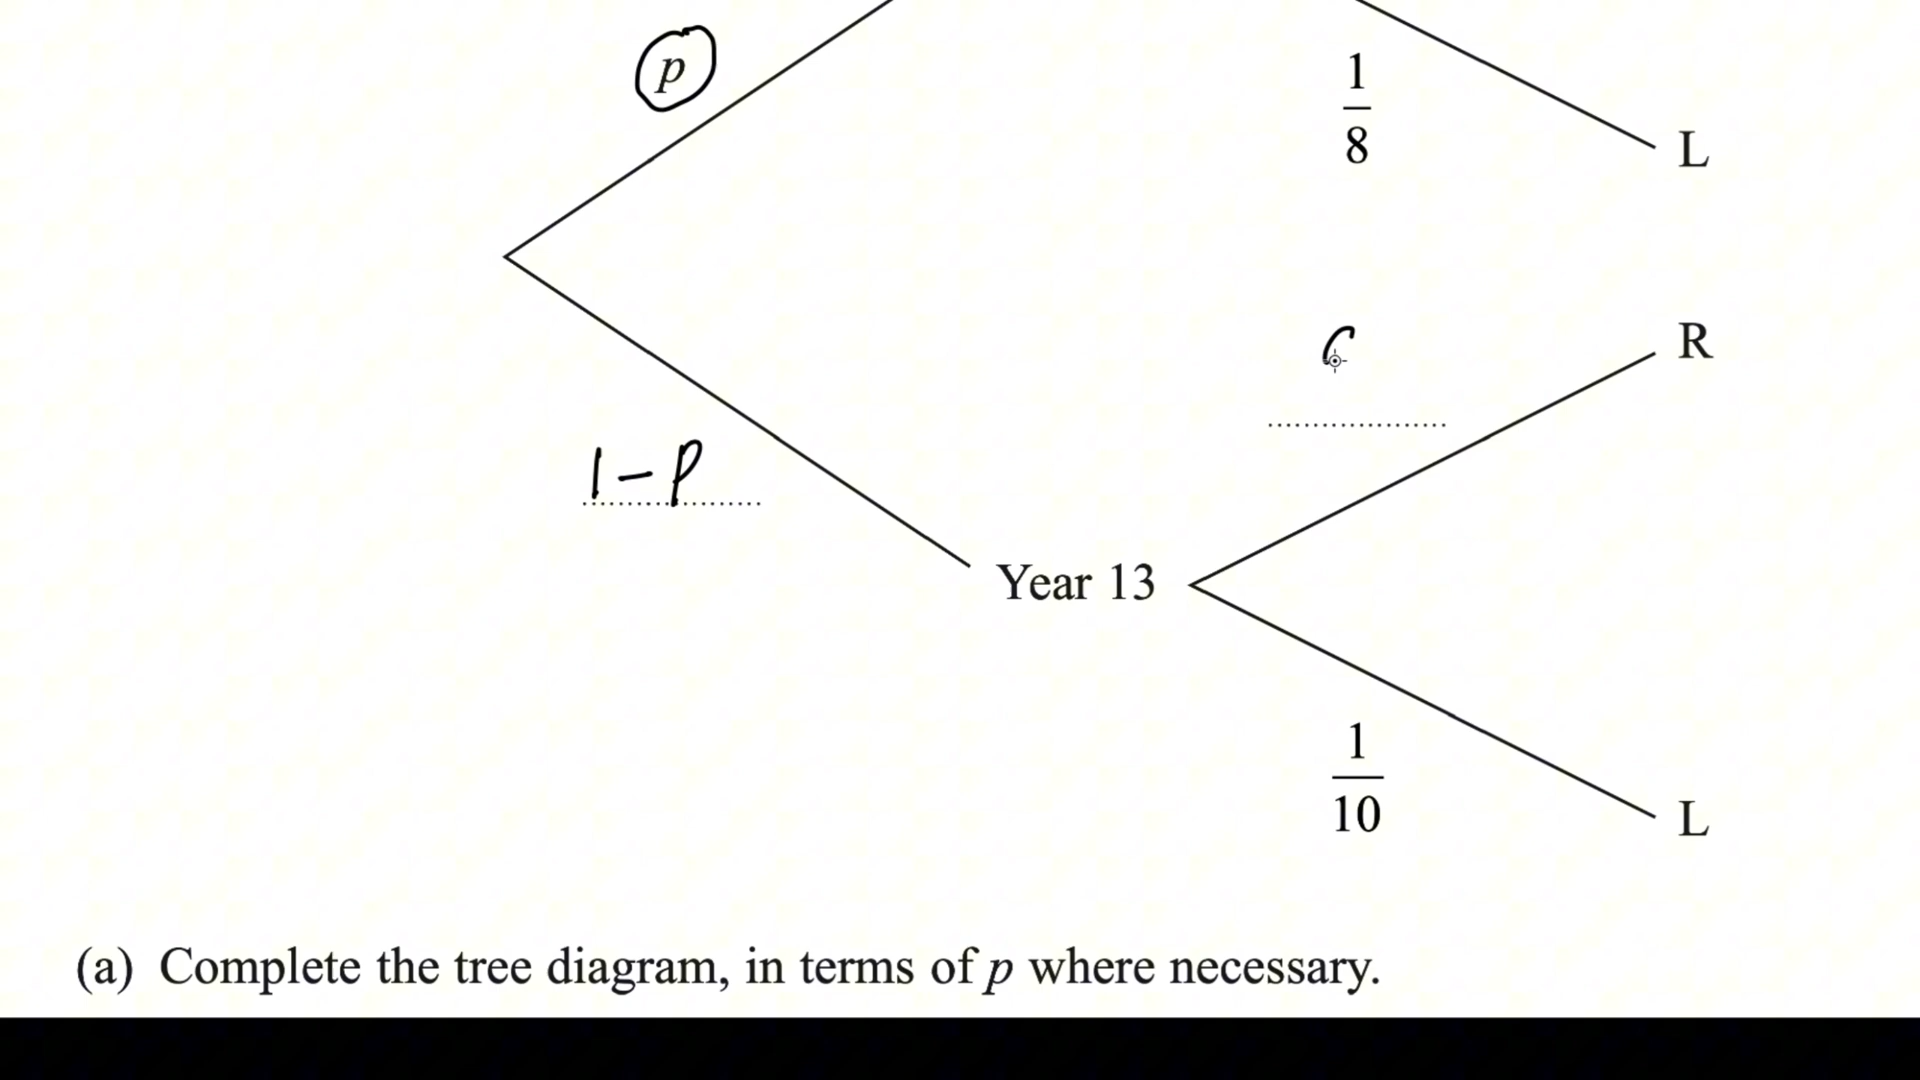 p
1
8
L
R
1 - P
Year 13
1
10
L
(a) Complete the tree diagram, in terms of p where necessary.